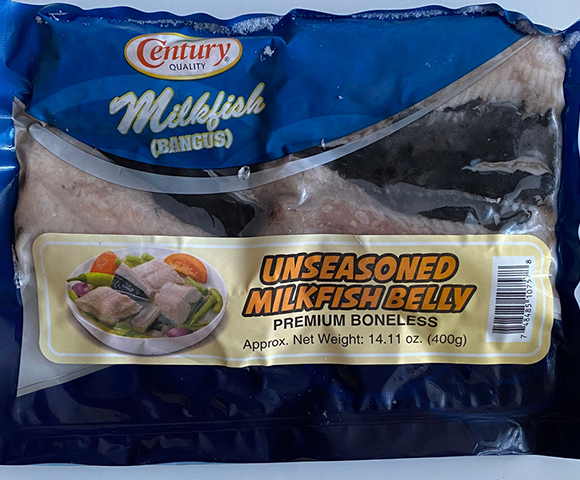 Century®
QUALITY
Milkfish
(BANGUS)
UNSEASONED
MILKFISH BELLY
PREMIUM BONELESS
Approx. Net Weight: 14.11 oz. (400g)